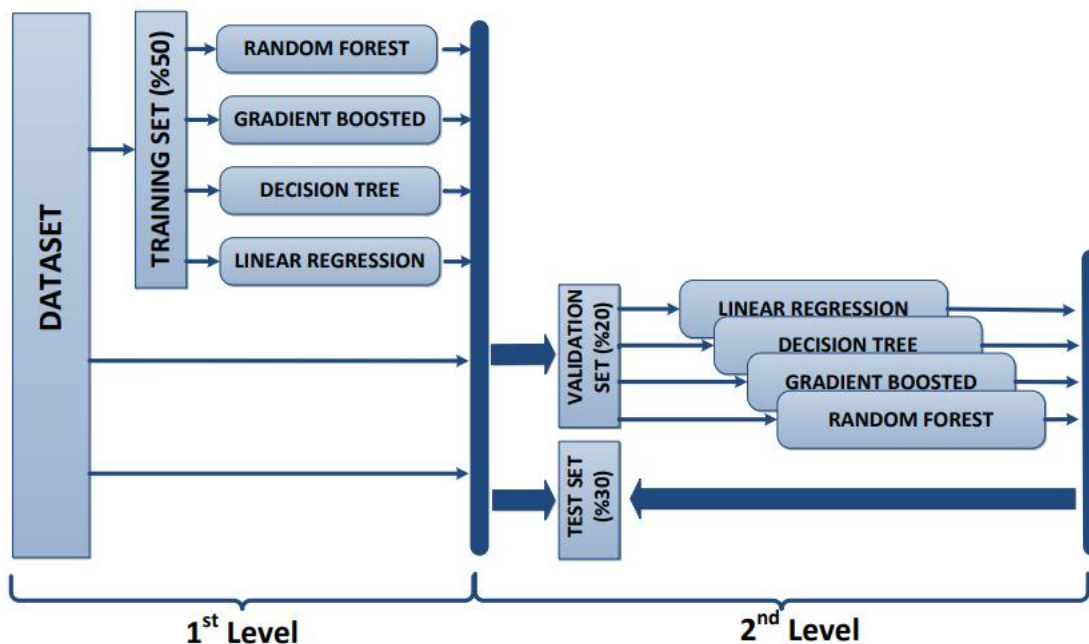 DATASET
TRAINING SET (%50)
RANDOM FOREST
GRADIENT BOOSTED
DECISION TREE
LINEAR REGRESSION
VALIDATION
SET (%20)
LINEAR REGRESSION
DECISION TREE
GRADIENT BOOSTED
RANDOM FOREST
TEST SET
(%30)
1st Level
2nd Level